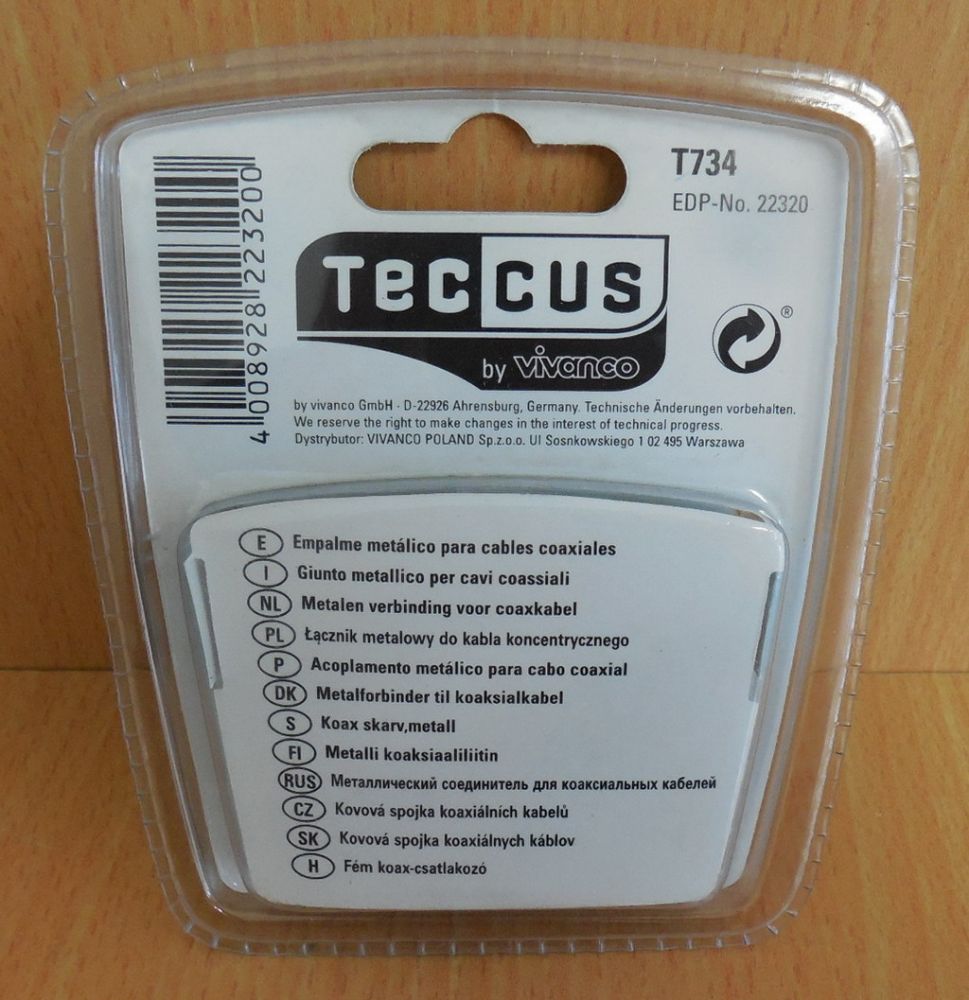 T734
EDP-No. 22320
4 008928 223200
TECCUS
by vivanco
®
by vivanco GmbH · D-22926 Ahrensburg, Germany. Technische Änderungen vorbehalten.
We reserve the right to make changes in the interest of technical progress.
Dystrybutor: VIVANCO POLAND Sp.z.o.o. Ul Sosnkowskiego 1 02 495 Warszawa
E Empalme metálico para cables coaxiales
I Giunto metallico per cavi coassiali
NL Metalen verbinding voor coaxkabel
PL Łącznik metalowy do kabla koncentrycznego
P Acoplamento metálico para cabo coaxial
DK Metalforbinder til koaksialkabel
S Koax skarv,metall
FI Metalli koaksiaaliliitin
RUS Металлический соединитель для коаксиальных кабелей
CZ Kovová spojka koaxiálních kabelů
SK Kovová spojka koaxiálnych káblov
H Fém koax-csatlakozó